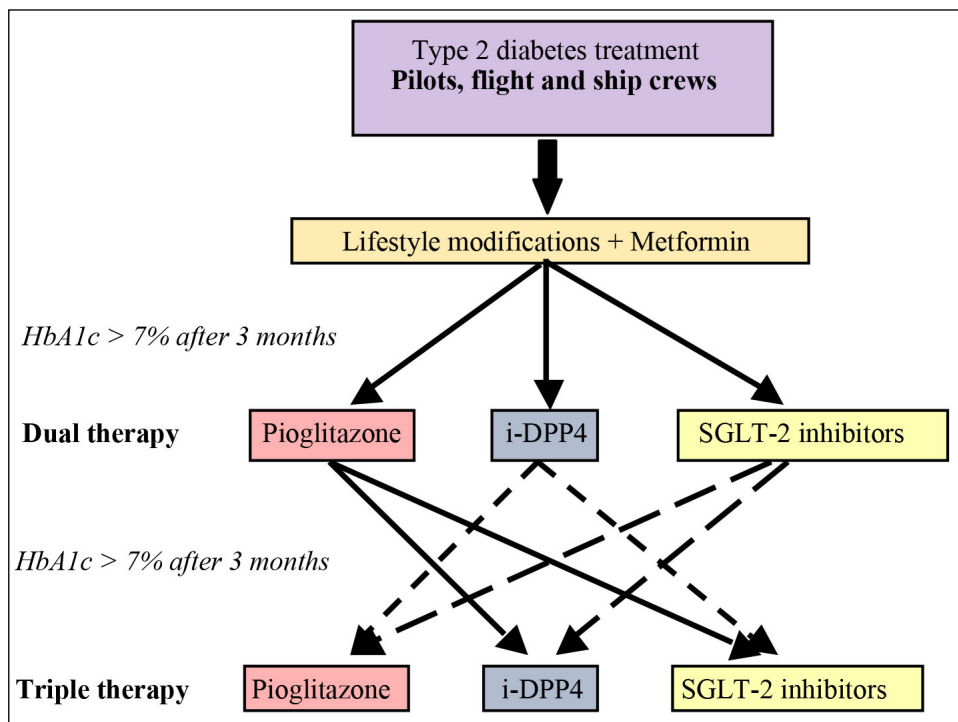 Type 2 diabetes treatment
Pilots, flight and ship crews
Lifestyle modifications + Metformin
HbA1c > 7% after 3 months
Dual therapy
Pioglitazone
i-DPP4
SGLT-2 inhibitors
HbA1c > 7% after 3 months
Triple therapy
Pioglitazone
i-DPP4
SGLT-2 inhibitors